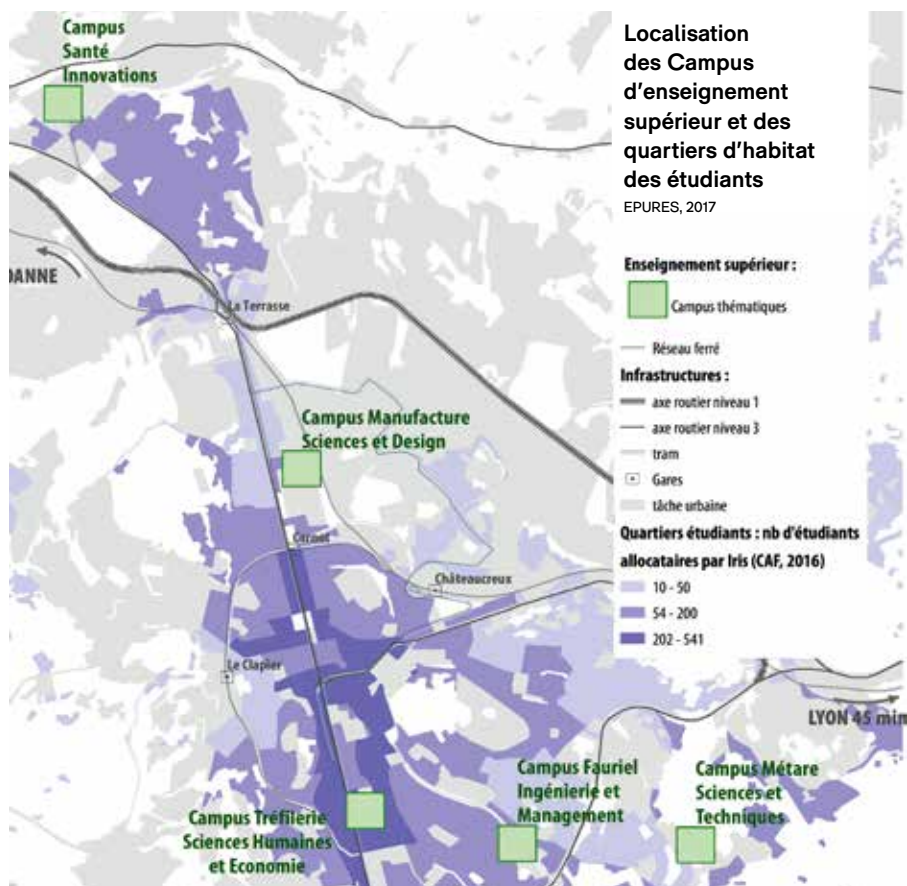 Campus
Santé
Innovations
Localisation
des Campus
d'enseignement
supérieur et des
quartiers d'habitat
des étudiants
EPURES, 2017
Enseignement supérieur :
Campus thématiques
Réseau ferré
Infrastructures :
axe routier niveau 1
axe routier niveau 3
tram
Gares
tâche urbaine
Quartiers étudiants : nb d'étudiants
allocataires par Iris (CAF, 2016)
10 - 50
54 - 200
202 - 541
DANNE
La Terrasse
Campus Manufacture
Sciences et Design
Carnot
Châteaucreux
Le Clapier
LYON 45 min
Campus Fauriel
Ingénierie et
Management
Campus Métare
Sciences et
Techniques
Campus Tréfilerie
Sciences Humaines
et Economie